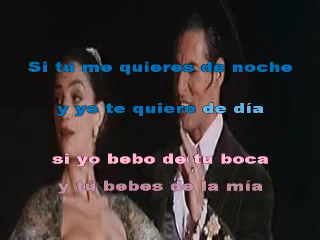 Si tú me quieres de noche
y yo te quiero de día
si yo bebo de tu boca
y tú bebes de la mía